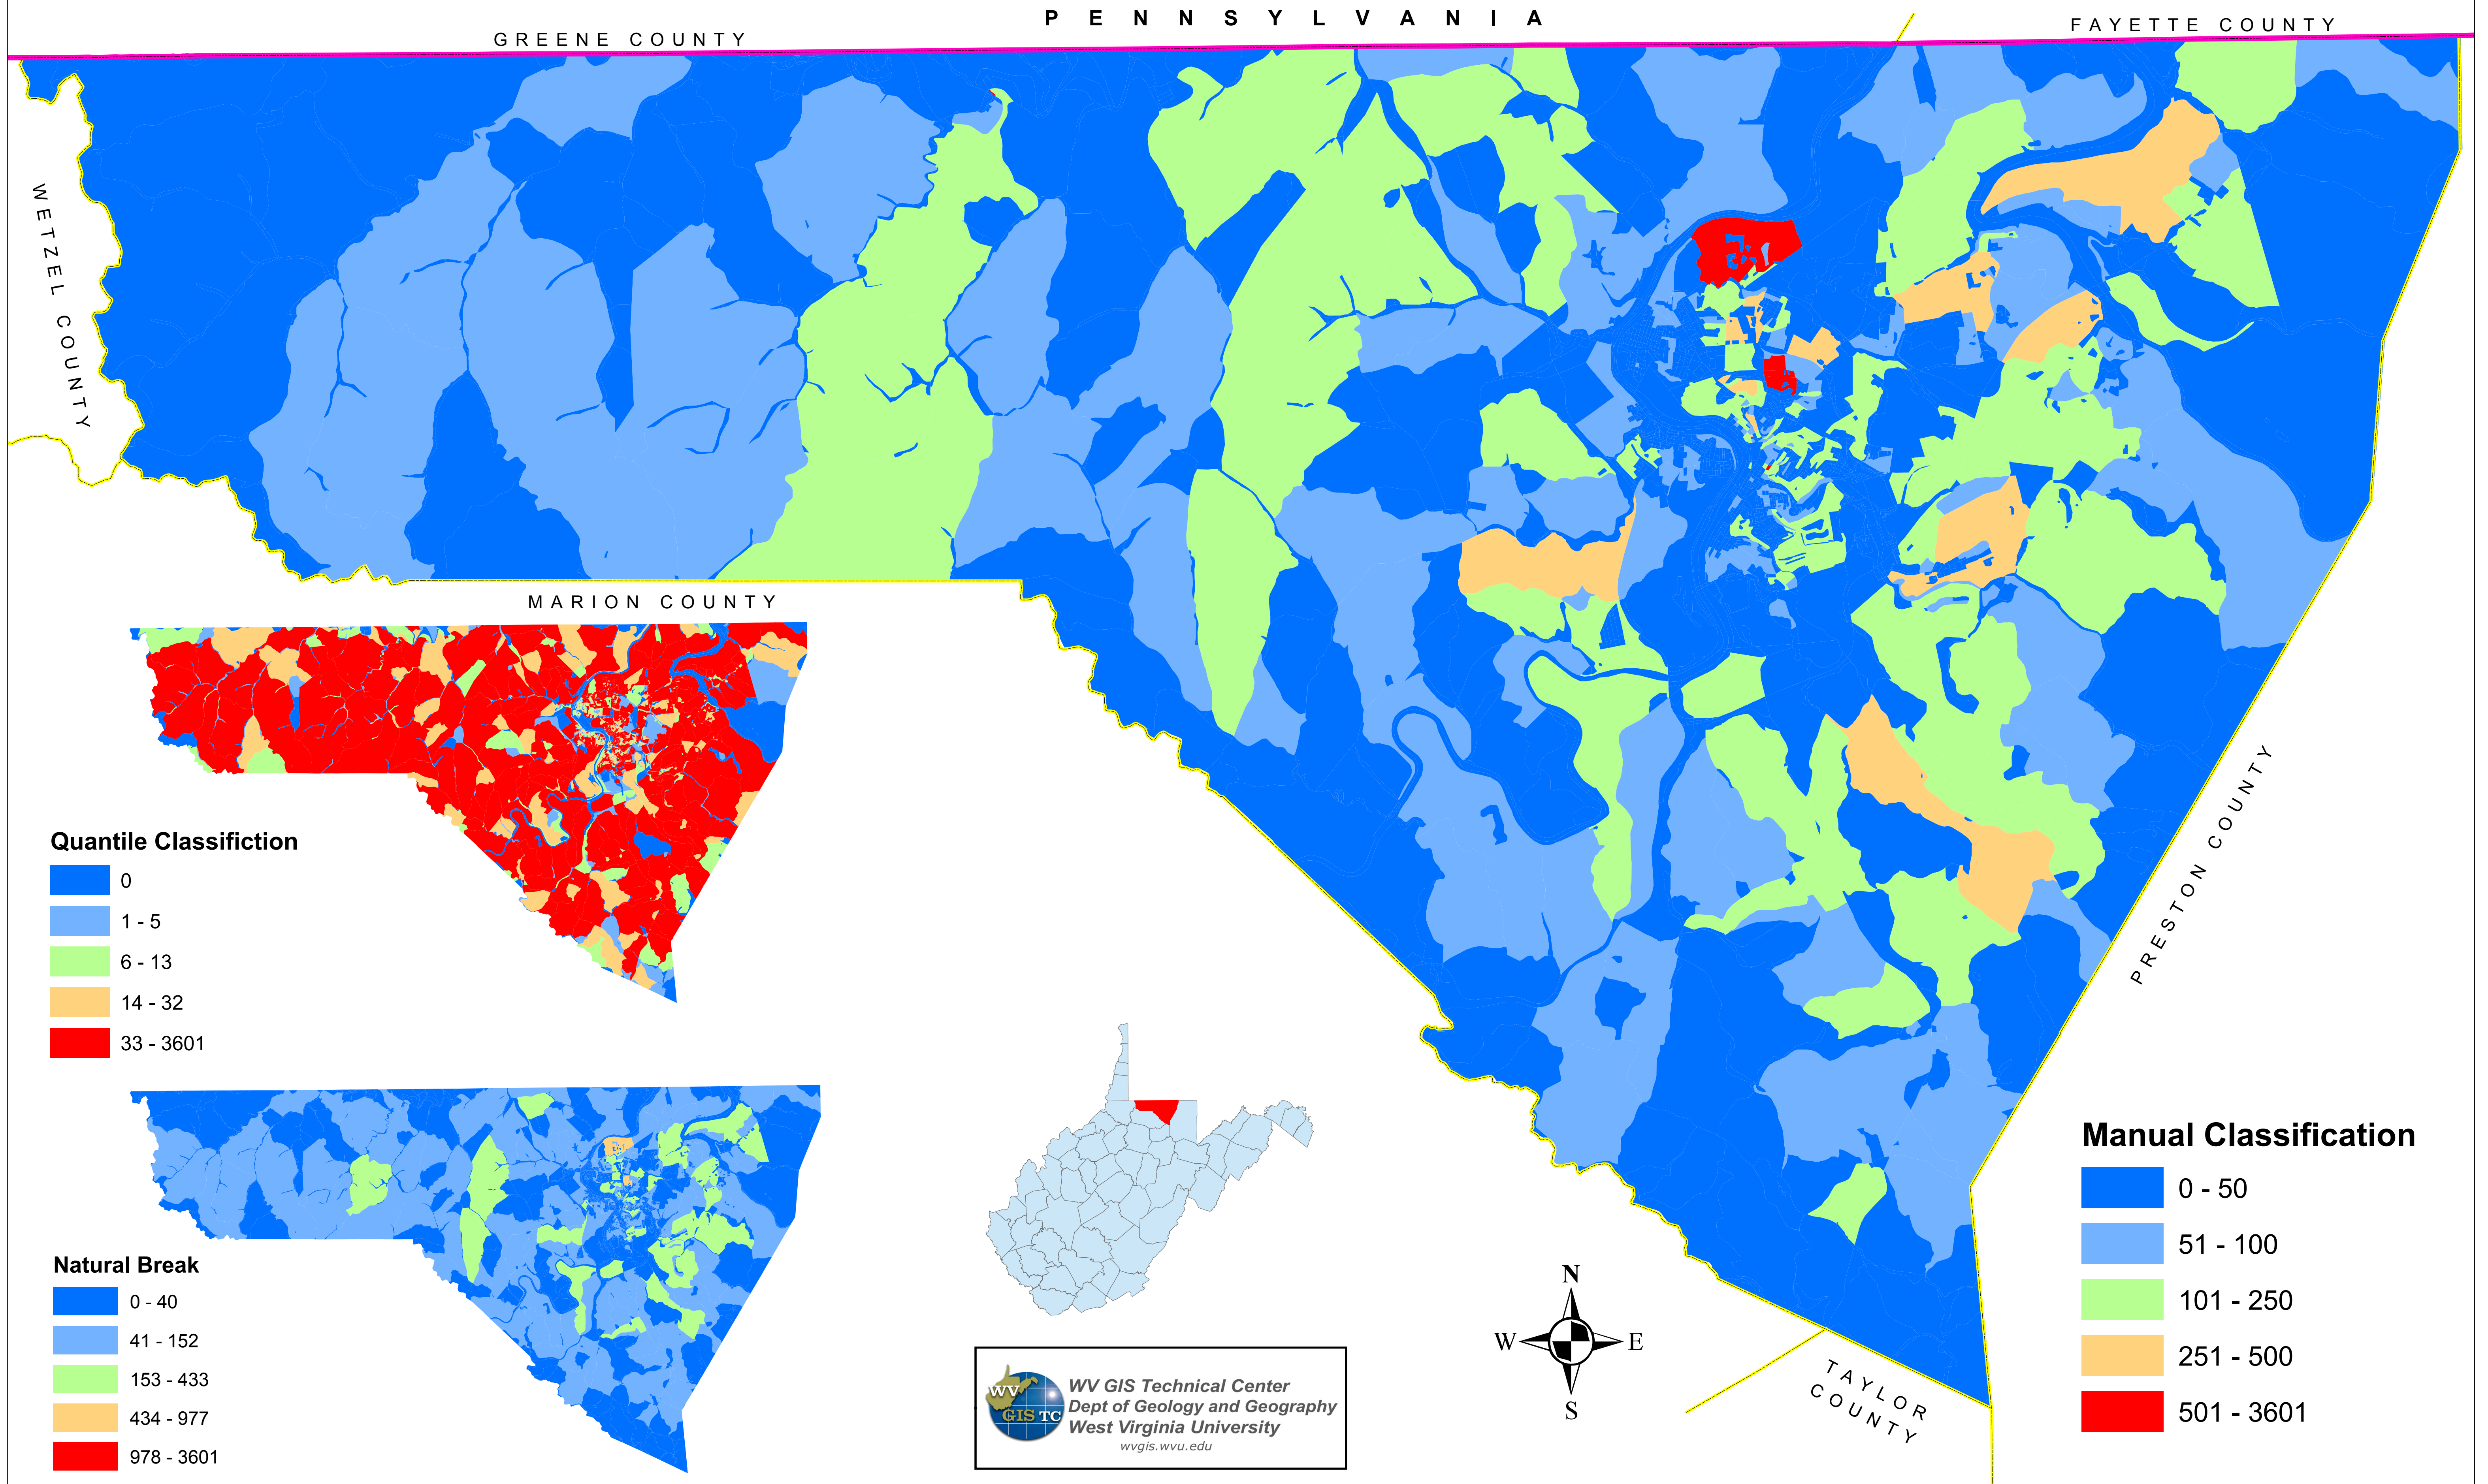 PENNSYLVANIA
GREENE COUNTY
FAYETTE COUNTY
WETZEL COUNTY
MARION COUNTY
PRESTON COUNTY
TAYLOR
COUNTY
Quantile Classifiction
0
1 - 5
6 - 13
14 - 32
33 - 3601
Natural Break
0 - 40
41 - 152
153 - 433
434 - 977
978 - 3601
WV
GIS TC
WV GIS Technical Center
Dept of Geology and Geography
West Virginia University
wvgis.wvu.edu
N
W E
S
Manual Classification
0 - 50
51 - 100
101 - 250
251 - 500
501 - 3601